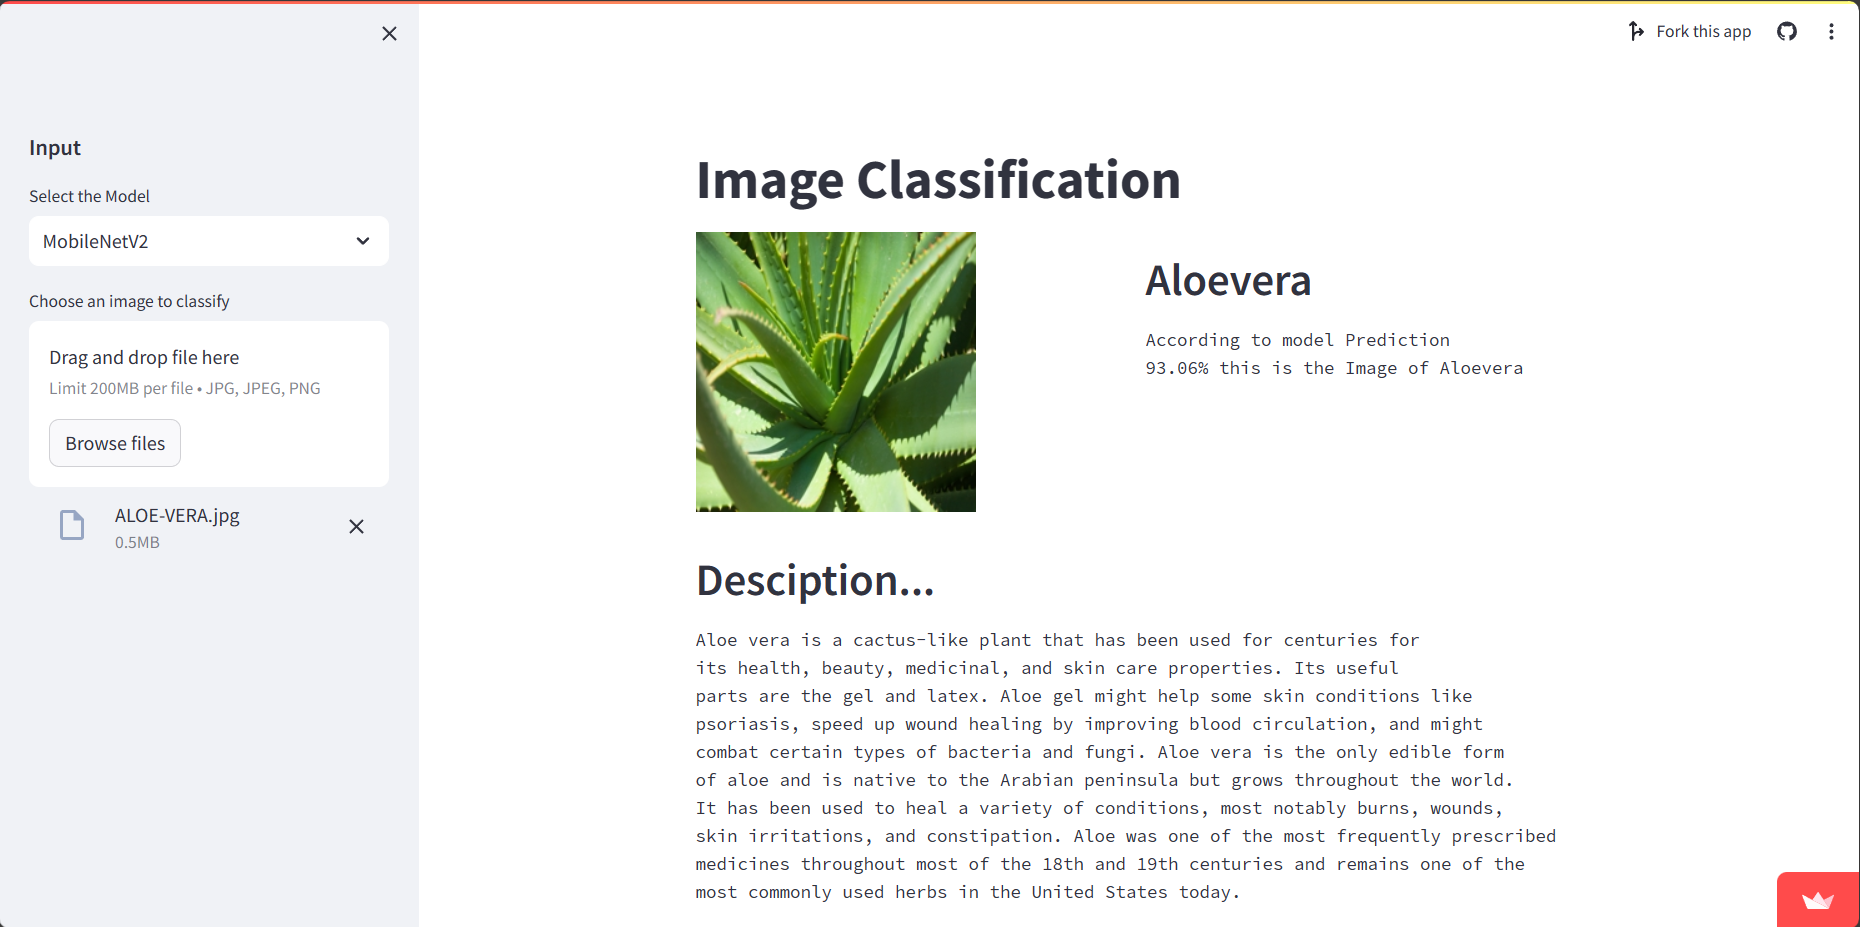 Fork this app
Input
Select the Model
MobileNetV2
Choose an image to classify
Drag and drop file here
Limit 200MB per file • JPG, JPEG, PNG
Browse files
ALOE-VERA.jpg
0.5MB
Image Classification
Aloevera
According to model Prediction
93.06% this is the Image of Aloevera
Desciption...
Aloe vera is a cactus-like plant that has been used for centuries for
its health, beauty, medicinal, and skin care properties. Its useful
parts are the gel and latex. Aloe gel might help some skin conditions like
psoriasis, speed up wound healing by improving blood circulation, and might
combat certain types of bacteria and fungi. Aloe vera is the only edible form
of aloe and is native to the Arabian peninsula but grows throughout the world.
It has been used to heal a variety of conditions, most notably burns, wounds,
skin irritations, and constipation. Aloe was one of the most frequently prescribed
medicines throughout most of the 18th and 19th centuries and remains one of the
most commonly used herbs in the United States today.